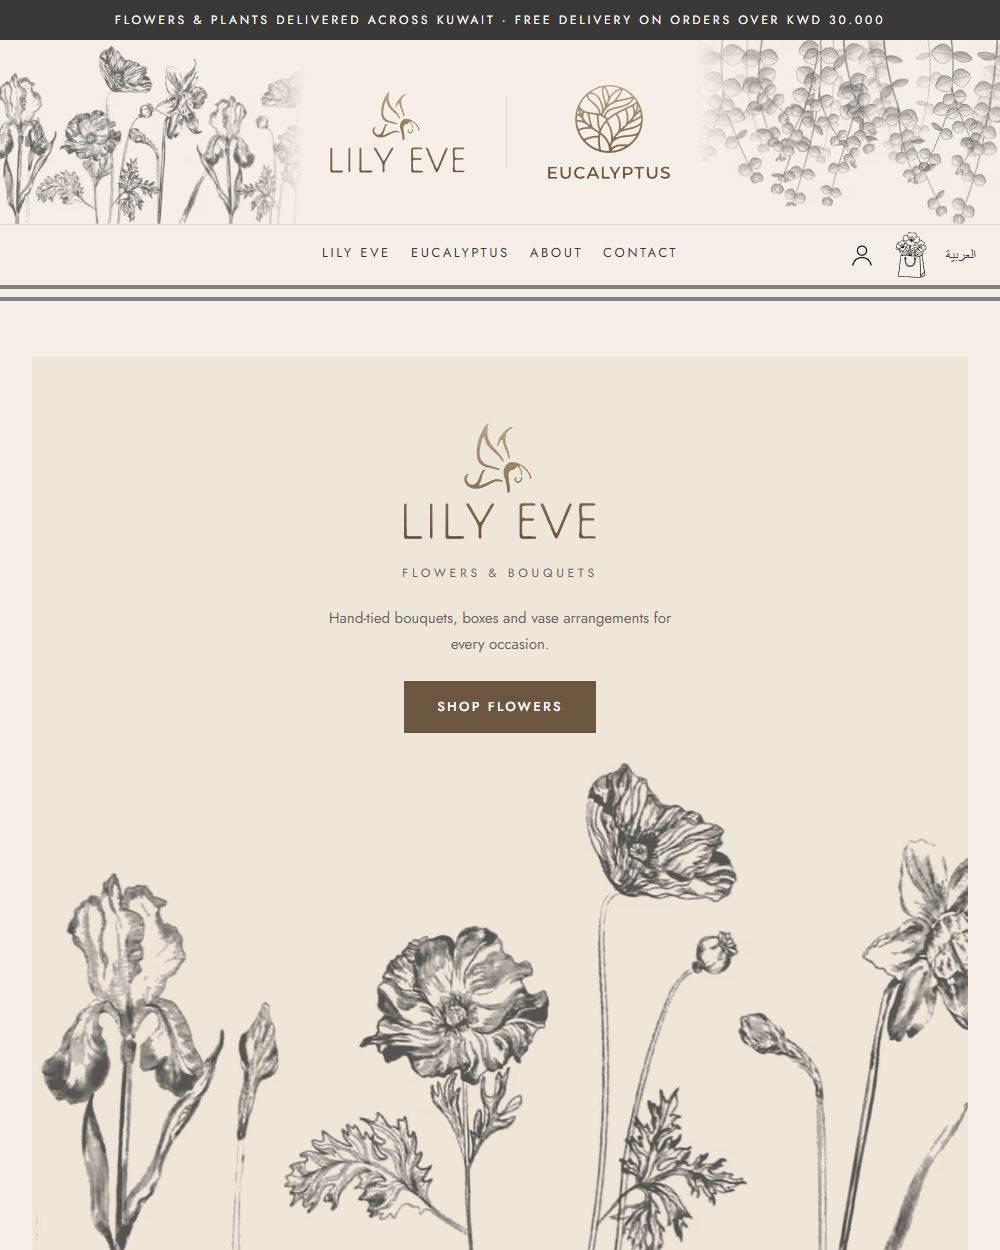 FLOWERS & PLANTS DELIVERED ACROSS KUWAIT · FREE DELIVERY ON ORDERS OVER KWD 30.000
LILY EVE
EUCALYPTUS
LILY EVE EUCALYPTUS ABOUT CONTACT
العربية
LILY EVE
FLOWERS & BOUQUETS
Hand-tied bouquets, boxes and vase arrangements for
every occasion.
SHOP FLOWERS